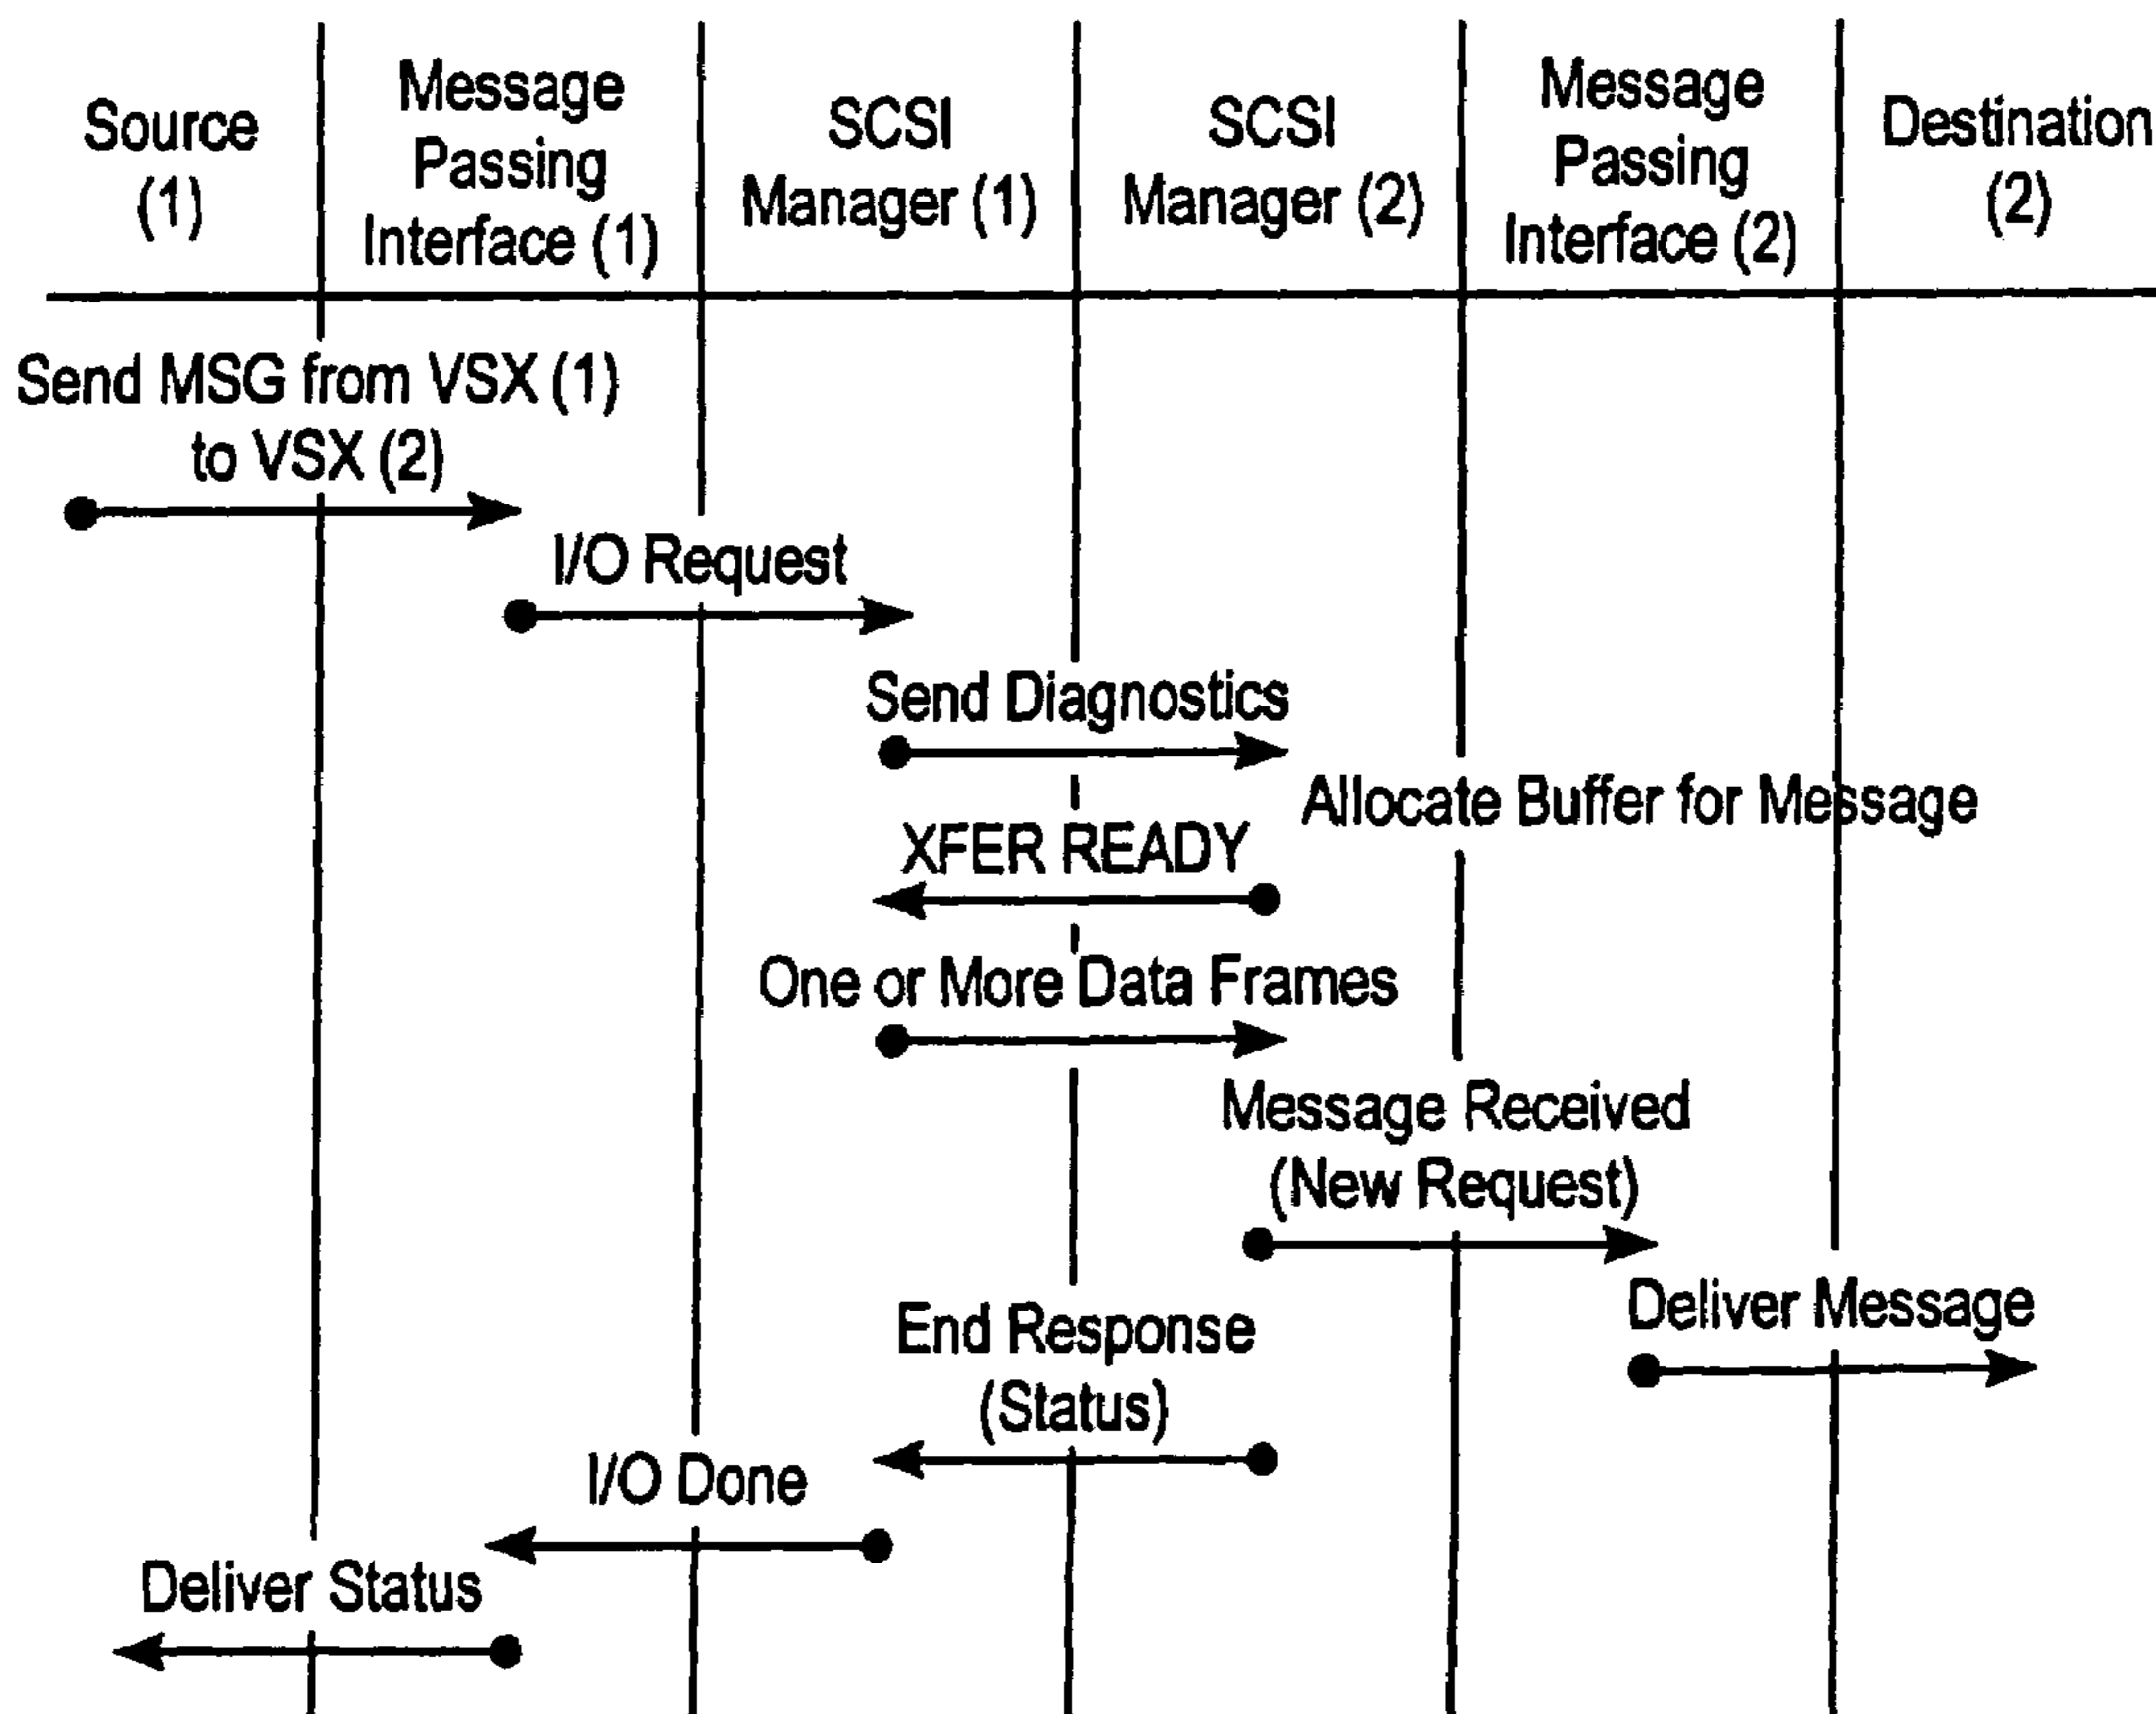 Source
(1)
Message
Passing
Interface (1)
SCSI
Manager (1)
SCSI
Manager (2)
Message
Passing
Interface (2)
Destination
(2)
Send MSG from VSX (1)
to VSX (2)
I/O Request
Send Diagnostics
Allocate Buffer for Message
XFER READY
One or More Data Frames
Message Received
(New Request)
Deliver Message
End Response
(Status)
I/O Done
Deliver Status